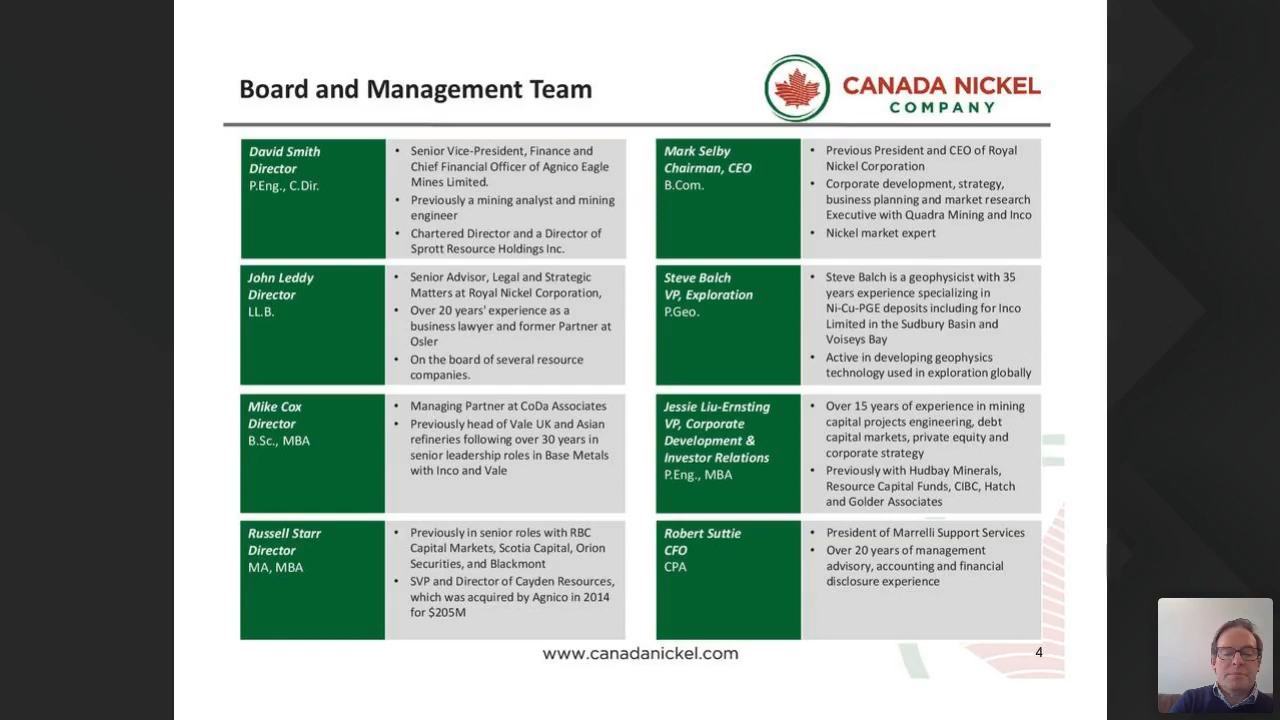 Board and Management Team
CANADA NICKEL
COMPANY
David Smith
Director
P.Eng., C.Dir.
• Senior Vice-President, Finance and
Chief Financial Officer of Agnico Eagle
Mines Limited.
• Previously a mining analyst and mining
engineer
• Chartered Director and a Director of
Sprott Resource Holdings Inc.
Mark Selby
Chairman, CEO
B.Com.
• Previous President and CEO of Royal
Nickel Corporation
• Corporate development, strategy,
business planning and market research
Executive with Quadra Mining and Inco
• Nickel market expert
John Leddy
Director
LL.B.
• Senior Advisor, Legal and Strategic
Matters at Royal Nickel Corporation,
• Over 20 years' experience as a
business lawyer and former Partner at
Osler
• On the board of several resource
companies.
Steve Balch
VP, Exploration
P.Geo.
• Steve Balch is a geophysicist with 35
years experience specializing in
Ni-Cu-PGE deposits including for Inco
Limited in the Sudbury Basin and
Voiseys Bay
• Active in developing geophysics
technology used in exploration globally
Mike Cox
Director
B.Sc., MBA
• Managing Partner at CoDa Associates
• Previously head of Vale UK and Asian
refineries following over 30 years in
senior leadership roles in Base Metals
with Inco and Vale
Jessie Liu-Ernsting
VP, Corporate
Development &
Investor Relations
P.Eng., MBA
• Over 15 years of experience in mining
capital projects engineering, debt
capital markets, private equity and
corporate strategy
• Previously with Hudbay Minerals,
Resource Capital Funds, CIBC, Hatch
and Golder Associates
Russell Starr
Director
MA, MBA
• Previously in senior roles with RBC
Capital Markets, Scotia Capital, Orion
Securities, and Blackmont
• SVP and Director of Cayden Resources,
which was acquired by Agnico in 2014
for $205M
Robert Suttie
CFO
CPA
• President of Marrelli Support Services
• Over 20 years of management
advisory, accounting and financial
disclosure experience
www.canadanickel.com
4